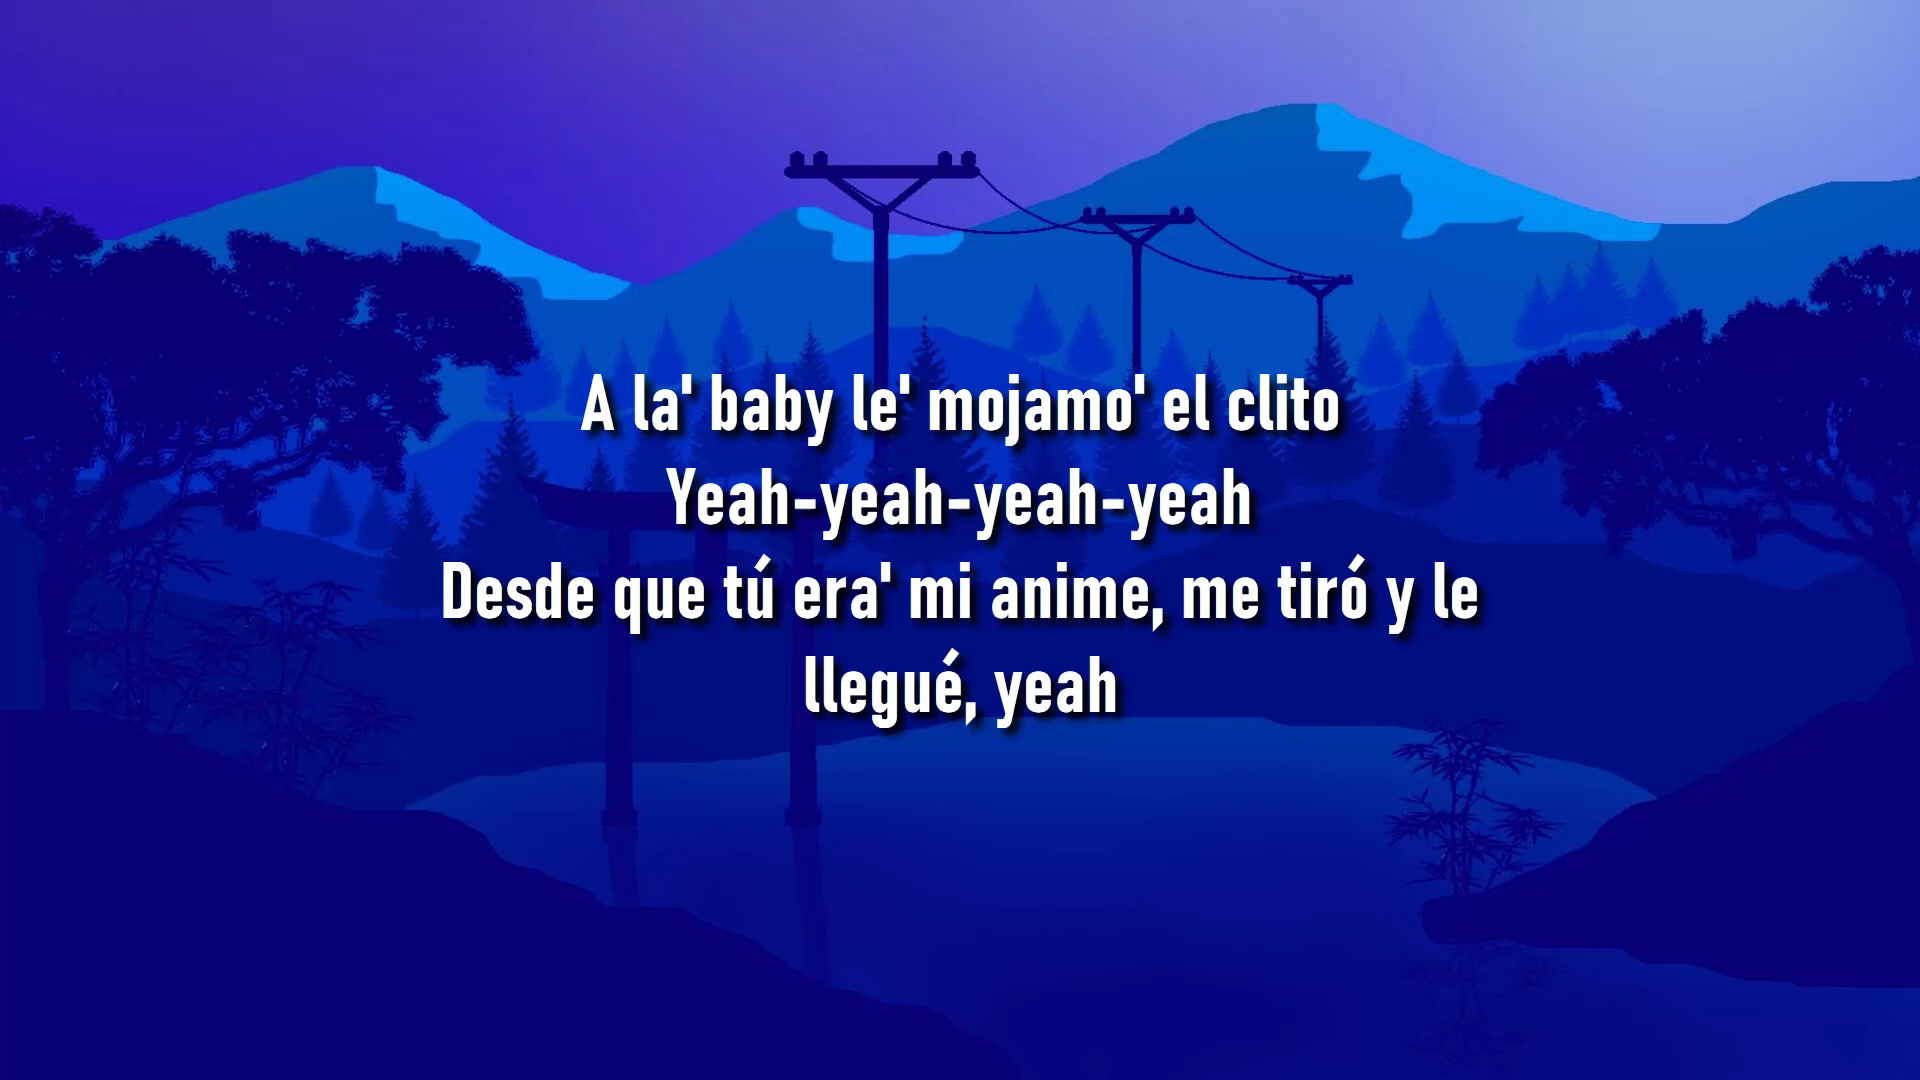 A la' baby le' mojamo' el clito
Yeah-yeah-yeah-yeah
Desde que tú era' mi anime, me tiró y le
llegué, yeah